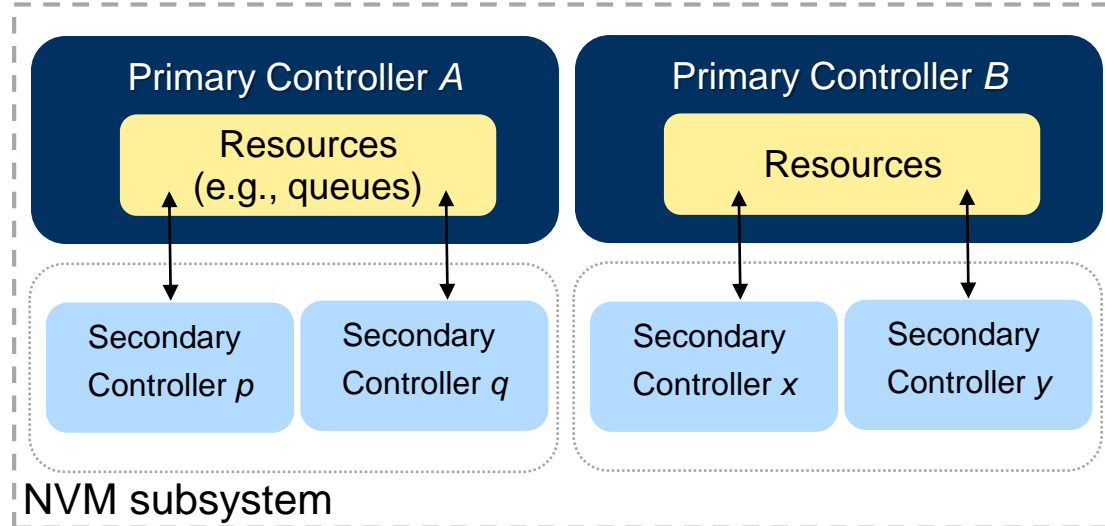 Primary Controller A
Resources
(e.g., queues)
Secondary
Controller p
Secondary
Controller q
Primary Controller B
Resources
Secondary
Controller x
Secondary
Controller y
NVM subsystem